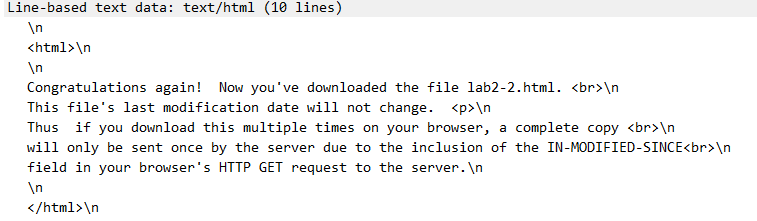 Line-based text data: text/html (10 lines)
\n
<html>\n
\n
Congratulations again!  Now you've downloaded the file lab2-2.html. <br>\n
This file's last modification date will not change.  <p>\n
Thus  if you download this multiple times on your browser, a complete copy <br>\n
will only be sent once by the server due to the inclusion of the IN-MODIFIED-SINCE<br>\n
field in your browser's HTTP GET request to the server.\n
\n
</html>\n